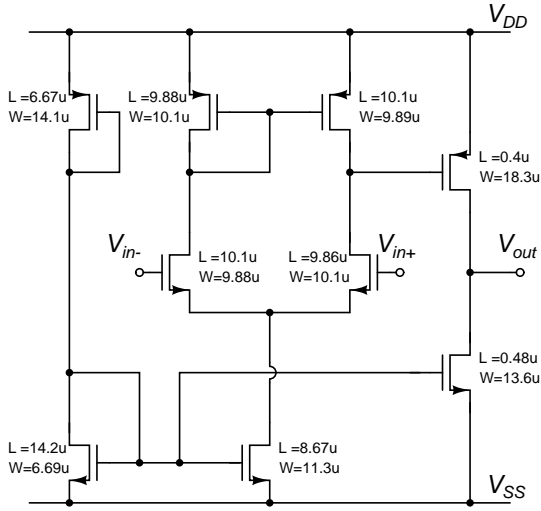 V_DD
L =6.67u
W=14.1u
L =9.88u
W=10.1u
L =10.1u
W=9.89u
L =0.4u
W=18.3u
V_in-
L =10.1u
W=9.88u
L =9.86u
W=10.1u
V_in+
V_out
L =0.48u
W=13.6u
L =14.2u
W=6.69u
L =8.67u
W=11.3u
V_SS